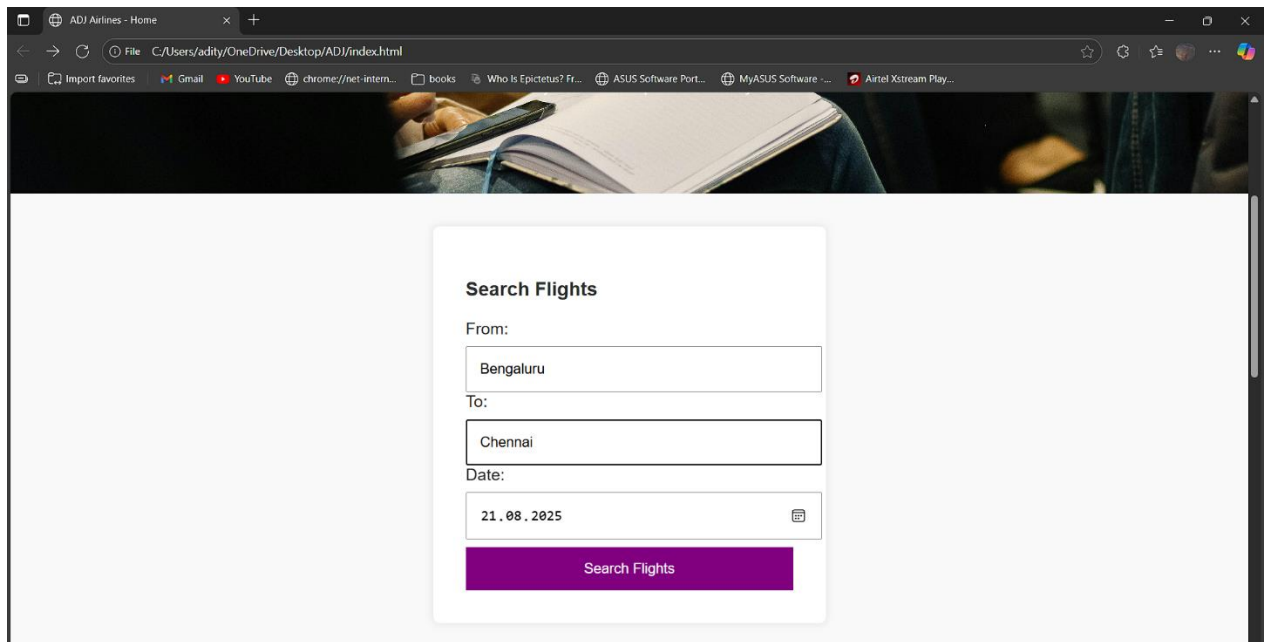 ADJ Airlines - Home
File C:/Users/adity/OneDrive/Desktop/ADJ/index.html
Import favorites Gmail YouTube chrome://net-intern... books Who Is Epictetus? Fr... ASUS Software Port... MyASUS Software -... Airtel Xstream Play...
Search Flights
From:
Bengaluru
To:
Chennai
Date:
21.08.2025
Search Flights